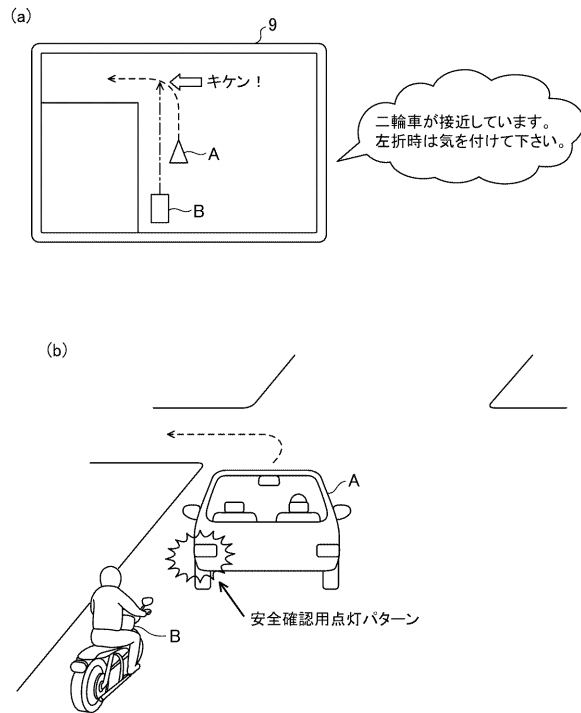 (a)
9
キケン！
A
B
二輪車が接近しています。
左折時は気を付けて下さい。
(b)
A
B
安全確認用点灯パターン